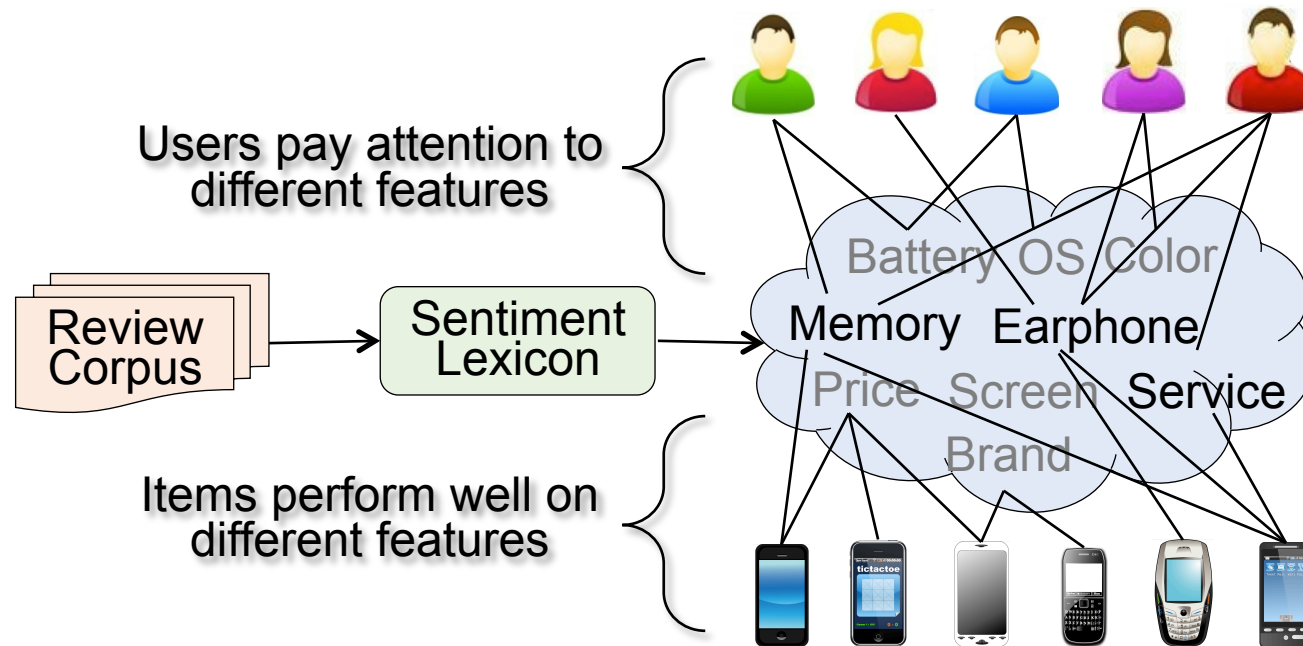 Users pay attention to
different features
Battery OS Color
Review
Corpus
Sentiment
Lexicon
Memory Earphone
Price Screen Service
Brand
Items perform well on
different features
tictactoe